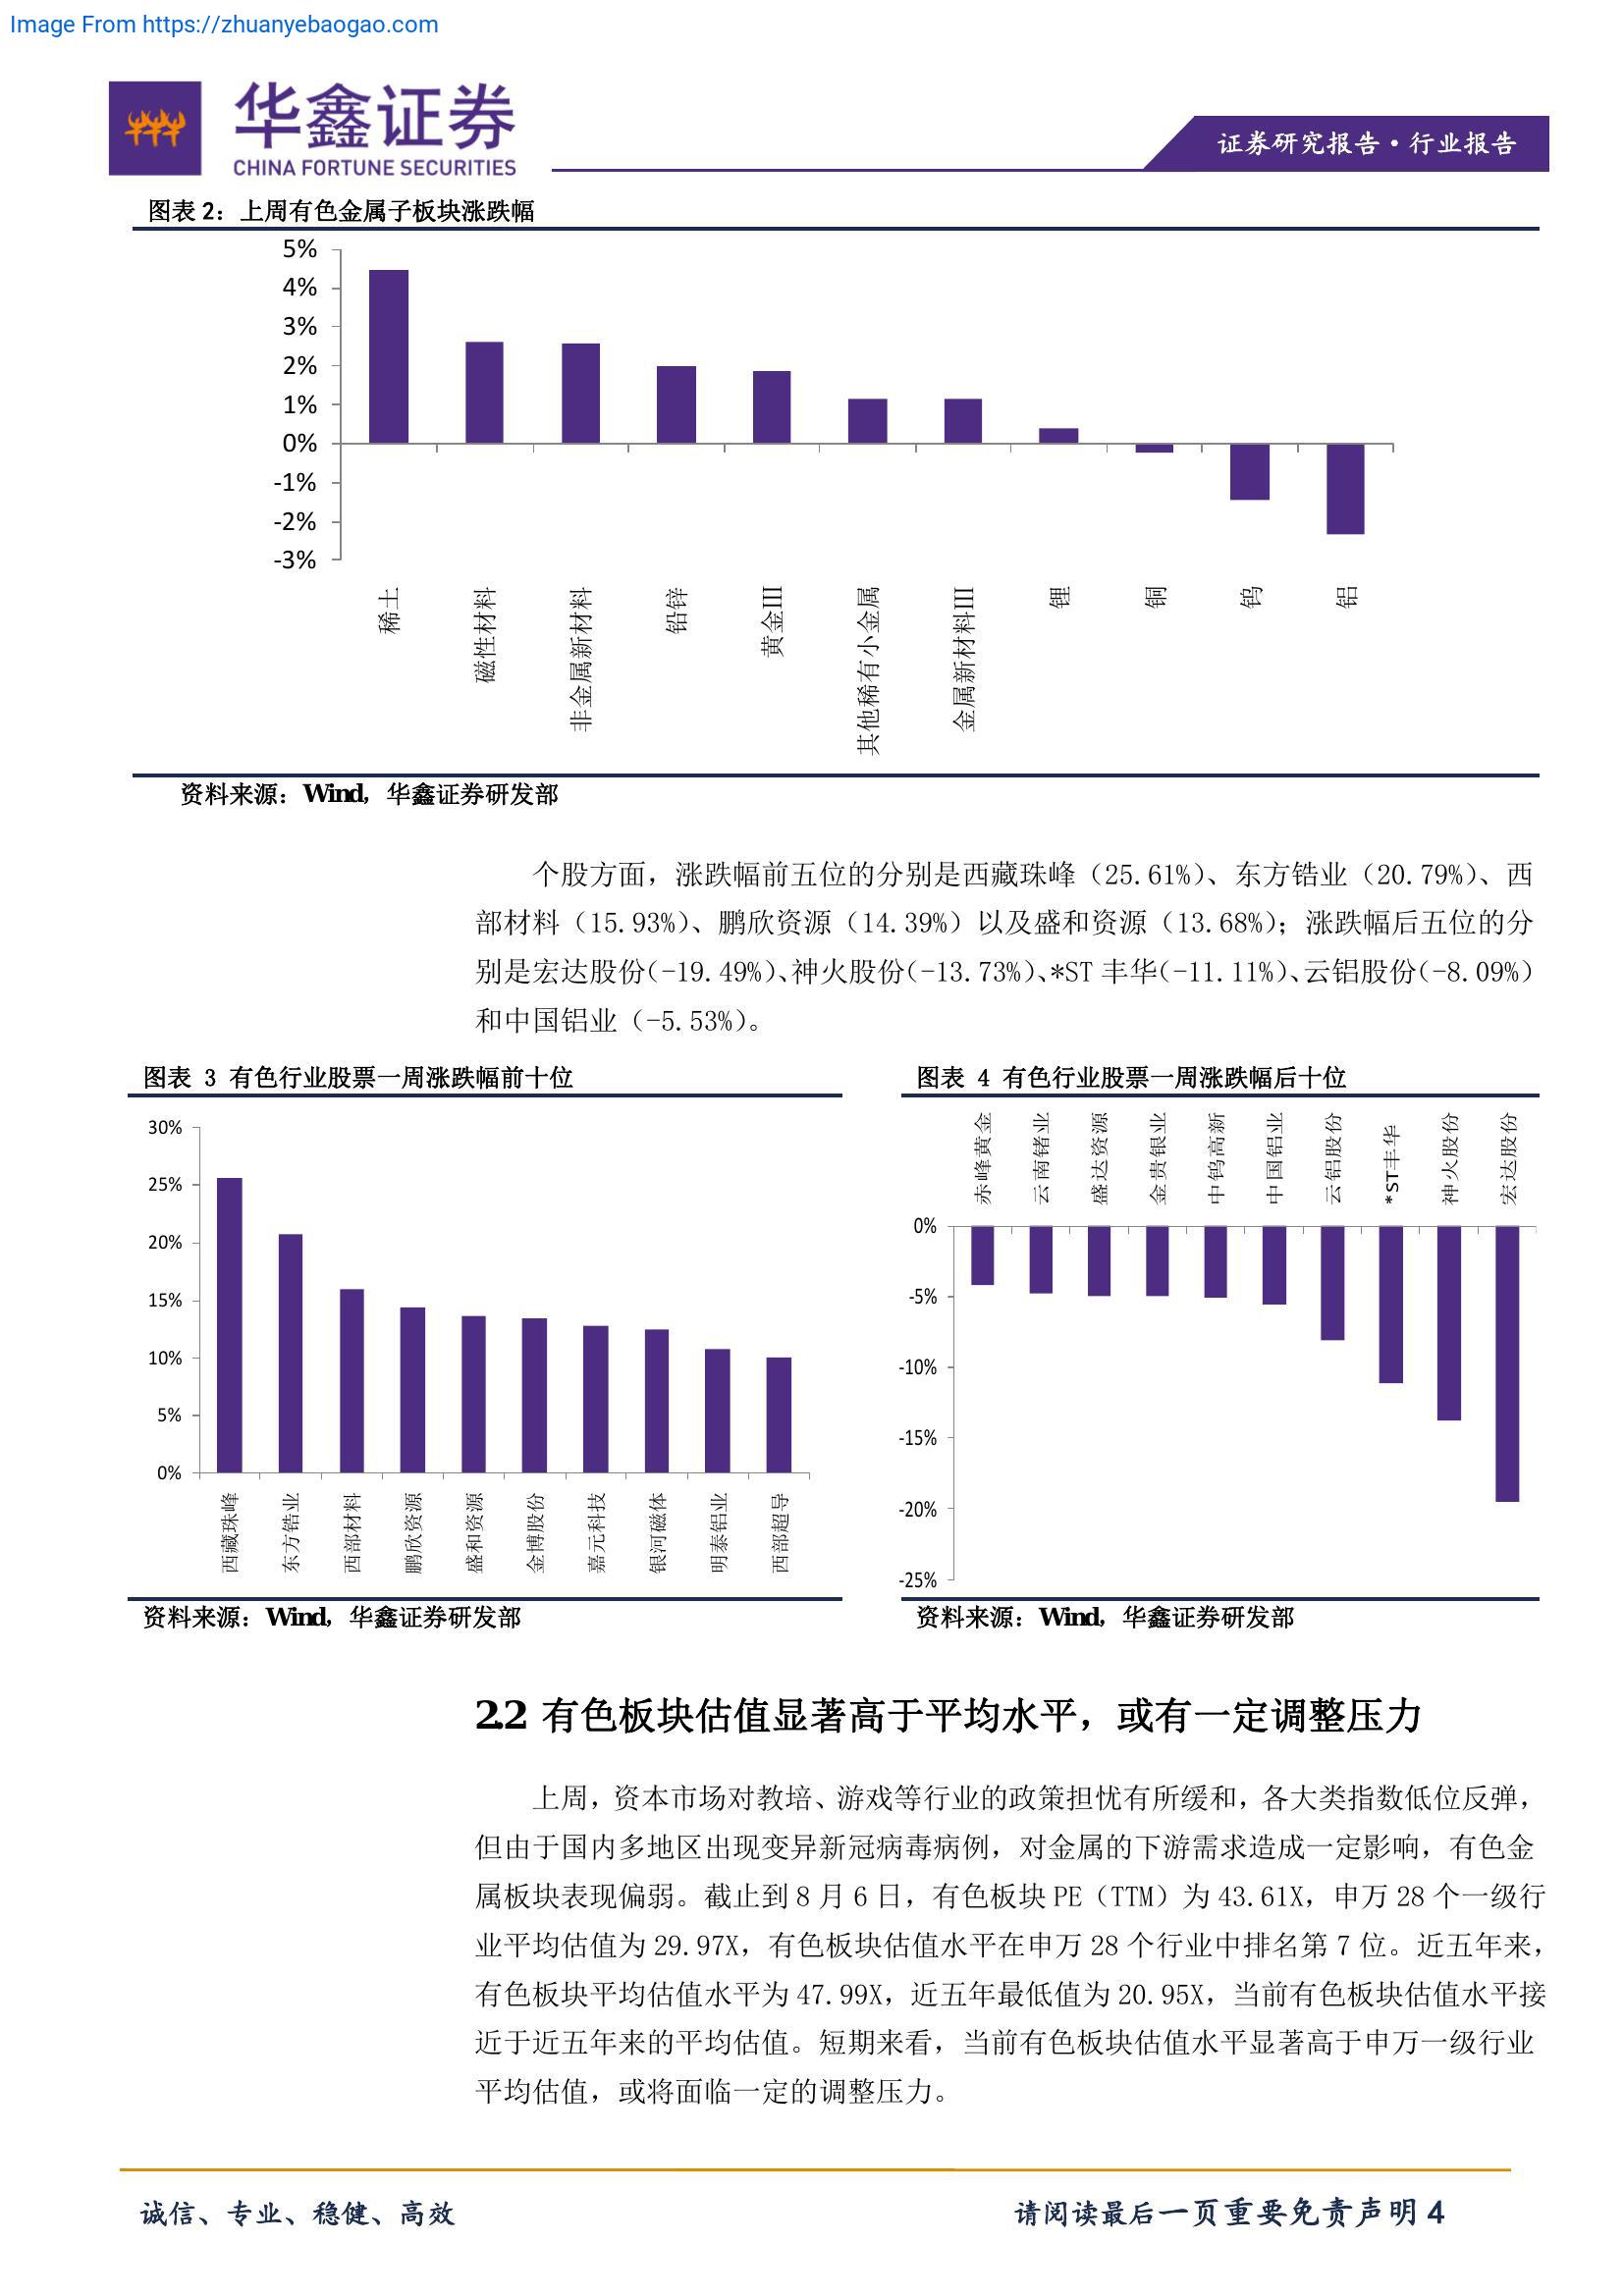 Image From https://zhuanyebaogao.com
华鑫证券
CHINA FORTUNE SECURITIES
证券研究报告·行业报告
图表 2：上周有色金属子板块涨跌幅
5%
4%
3%
2%
1%
0%
-1%
-2%
-3%
稀土
磁性材料
非金属新材料
铅锌
黄金Ⅲ
其他稀有小金属
金属新材料Ⅲ
锂
铜
钨
铝
资料来源：Wind，华鑫证券研发部
个股方面，涨跌幅前五位的分别是西藏珠峰（25.61%）、东方锆业（20.79%）、西
部材料（15.93%）、鹏欣资源（14.39%）以及盛和资源（13.68%）；涨跌幅后五位的分
别是宏达股份（-19.49%）、神火股份（-13.73%）、*ST 丰华（-11.11%）、云铝股份（-8.09%）
和中国铝业（-5.53%）。
图表 3 有色行业股票一周涨跌幅前十位
30%
25%
20%
15%
10%
5%
0%
西藏珠峰
东方锆业
西部材料
鹏欣资源
盛和资源
金博股份
嘉元科技
银河磁体
明泰铝业
西部超导
资料来源：Wind，华鑫证券研发部
图表 4 有色行业股票一周涨跌幅后十位
赤峰黄金
云南锗业
盛达资源
金贵银业
中钨高新
中国铝业
云铝股份
*ST丰华
神火股份
宏达股份
0%
-5%
-10%
-15%
-20%
-25%
资料来源：Wind，华鑫证券研发部
2.2 有色板块估值显著高于平均水平，或有一定调整压力
上周，资本市场对教培、游戏等行业的政策担忧有所缓和，各大类指数低位反弹，
但由于国内多地区出现变异新冠病毒病例，对金属的下游需求造成一定影响，有色金
属板块表现偏弱。截止到 8 月 6 日，有色板块 PE（TTM）为 43.61X，申万 28 个一级行
业平均估值为 29.97X，有色板块估值水平在申万 28 个行业中排名第 7 位。近五年来，
有色板块平均估值水平为 47.99X，近五年最低值为 20.95X，当前有色板块估值水平接
近于近五年来的平均估值。短期来看，当前有色板块估值水平显著高于申万一级行业
平均估值，或将面临一定的调整压力。
诚信、专业、稳健、高效
请阅读最后一页重要免责声明 4